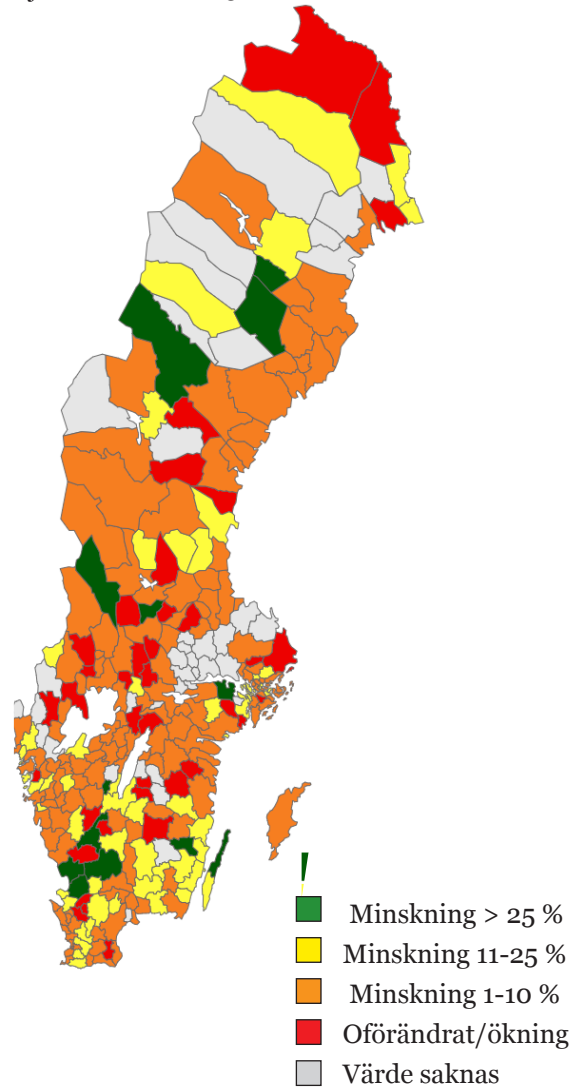 Minskning > 25 %
Minskning 11-25 %
Minskning 1-10 %
Oförändrat/ökning
Värde saknas